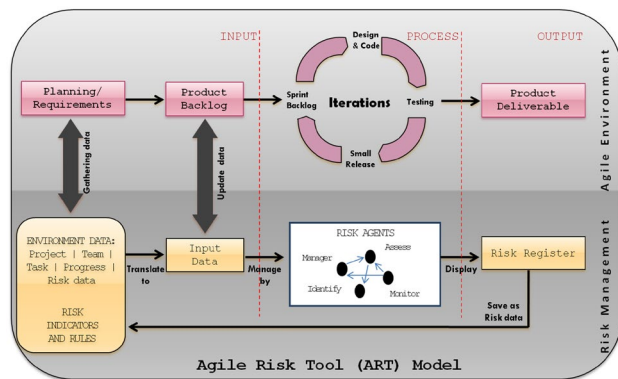 INPUT
PROCESS
OUTPUT
Agile Environment
Planning/
Requirements
Product
Backlog
Design
& Code
Sprint
Backlog
Iterations
Testing
Small
Release
Product
Deliverable
Gathering data
Update data
Risk Management
ENVIRONMENT DATA:
Project | Team |
Task | Progress |
Risk data
RISK
INDICATORS
AND RULES
Translate
to
Input
Data
Manage
by
RISK AGENTS
Assess
Manager
Identify
Monitor
Display
Risk Register
Save as
Risk data
Agile Risk Tool (ART) Model